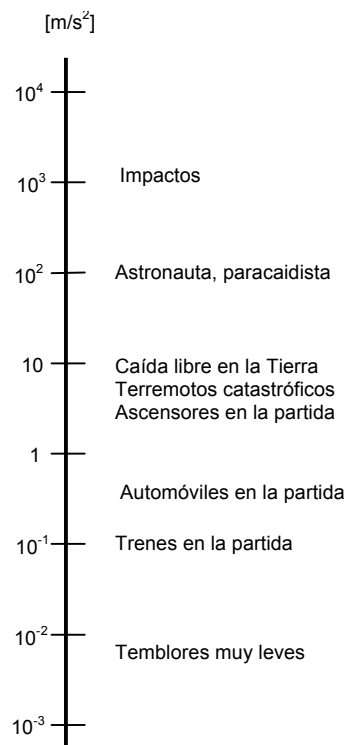 [m/s²]
10⁴
10³ Impactos
10² Astronauta, paracaidista
10 Caída libre en la Tierra
Terremotos catastróficos
Ascensores en la partida
1
Automóviles en la partida
10⁻¹ Trenes en la partida
10⁻²
Temblores muy leves
10⁻³